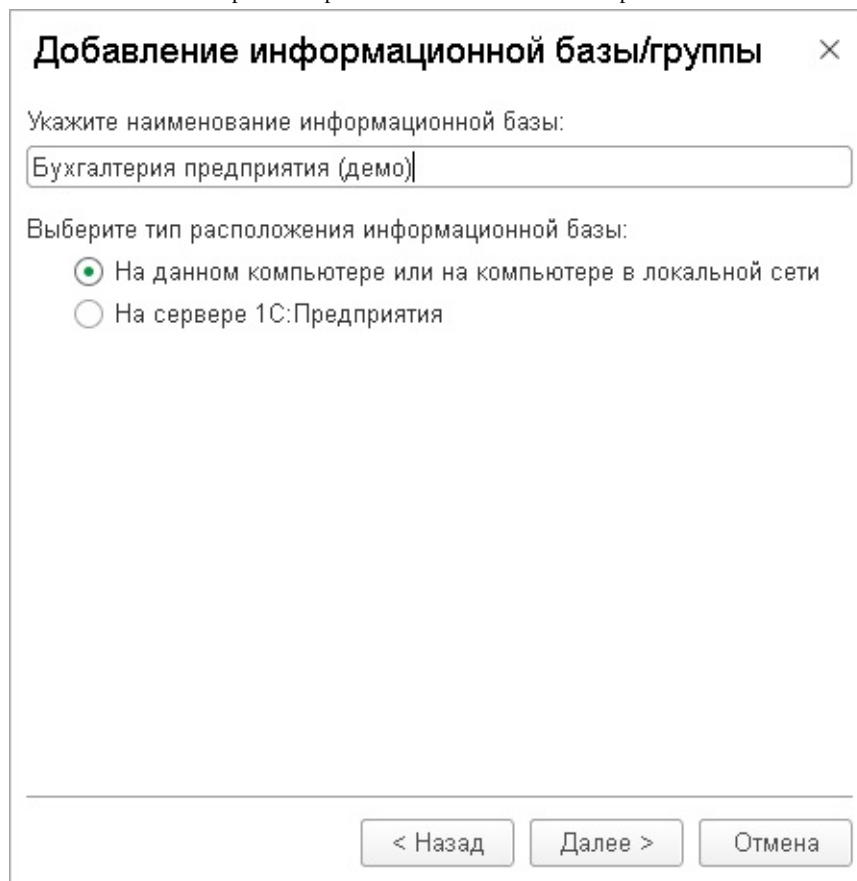 Добавление информационной базы/группы
Укажите наименование информационной базы:
Бухгалтерия предприятия (демо)
Выберите тип расположения информационной базы:
На данном компьютере или на компьютере в локальной сети
На сервере 1С:Предприятия
< Назад Далее > Отмена